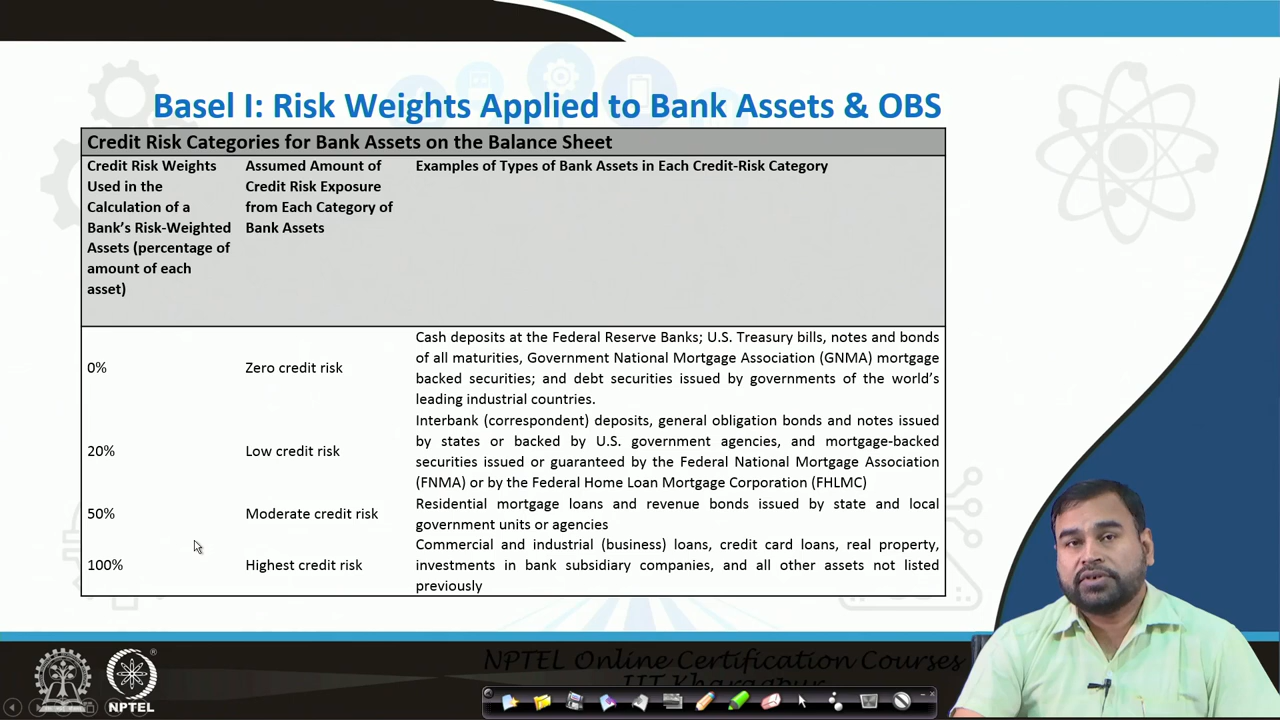 Basel I: Risk Weights Applied to Bank Assets & OBS
Credit Risk Categories for Bank Assets on the Balance Sheet
Credit Risk Weights
Used in the
Calculation of a
Bank's Risk-Weighted
Assets (percentage of
amount of each
asset)
Assumed Amount of
Credit Risk Exposure
from Each Category of
Bank Assets
Examples of Types of Bank Assets in Each Credit-Risk Category
0%
Zero credit risk
Cash deposits at the Federal Reserve Banks; U.S. Treasury bills, notes and bonds
of all maturities, Government National Mortgage Association (GNMA) mortgage
backed securities; and debt securities issued by governments of the world's
leading industrial countries.
20%
Low credit risk
Interbank (correspondent) deposits, general obligation bonds and notes issued
by states or backed by U.S. government agencies, and mortgage-backed
securities issued or guaranteed by the Federal National Mortgage Association
(FNMA) or by the Federal Home Loan Mortgage Corporation (FHLMC)
50%
Moderate credit risk
Residential mortgage loans and revenue bonds issued by state and local
government units or agencies
100%
Highest credit risk
Commercial and industrial (business) loans, credit card loans, real property,
investments in bank subsidiary companies, and all other assets not listed
previously
NPTEL Online Certification Courses
IIT Kharagpur
NPTEL